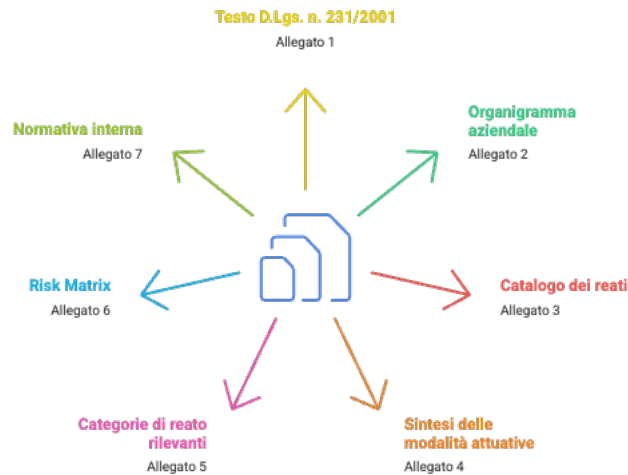 Testo D.Lgs. n. 231/2001
Allegato 1
Organigramma
aziendale
Allegato 2
Catalogo dei reati
Allegato 3
Sintesi delle
modalità attuative
Allegato 4
Categorie di reato
rilevanti
Allegato 5
Risk Matrix
Allegato 6
Normativa interna
Allegato 7